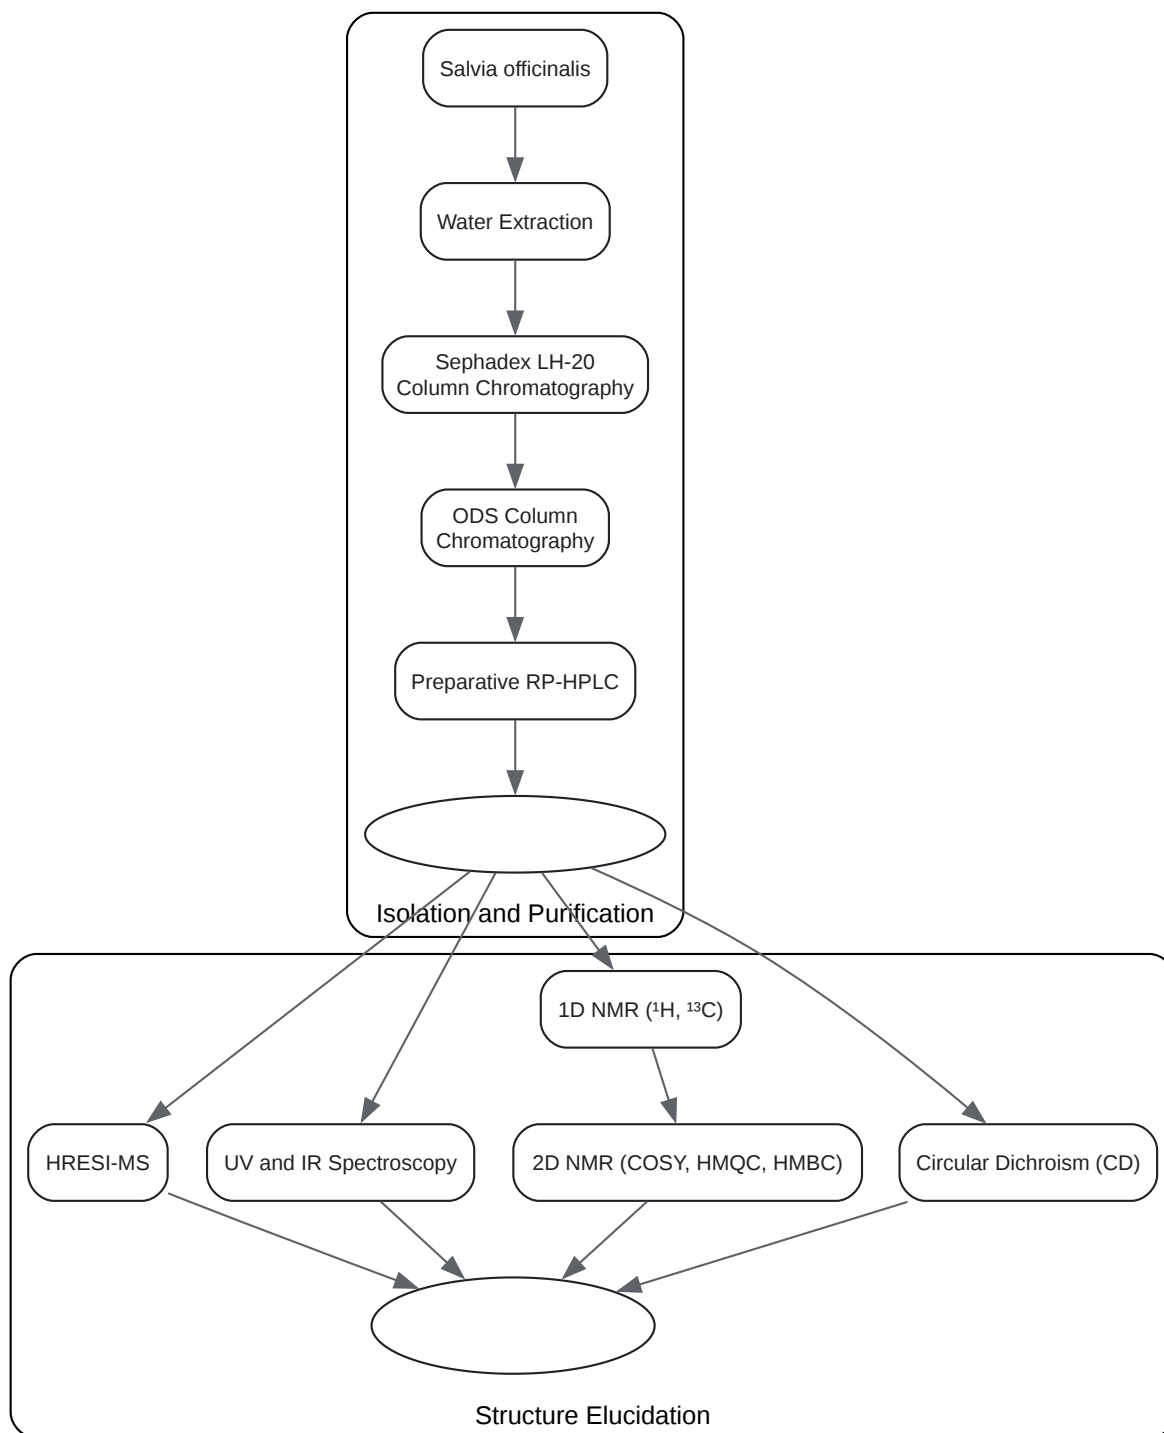 Salvia officinalis
Water Extraction
Sephadex LH-20
Column Chromatography
ODS Column
Chromatography
Preparative RP-HPLC
Isolation and Purification
1D NMR (¹H, ¹³C)
HRESI-MS
UV and IR Spectroscopy
2D NMR (COSY, HMQC, HMBC)
Circular Dichroism (CD)
Structure Elucidation